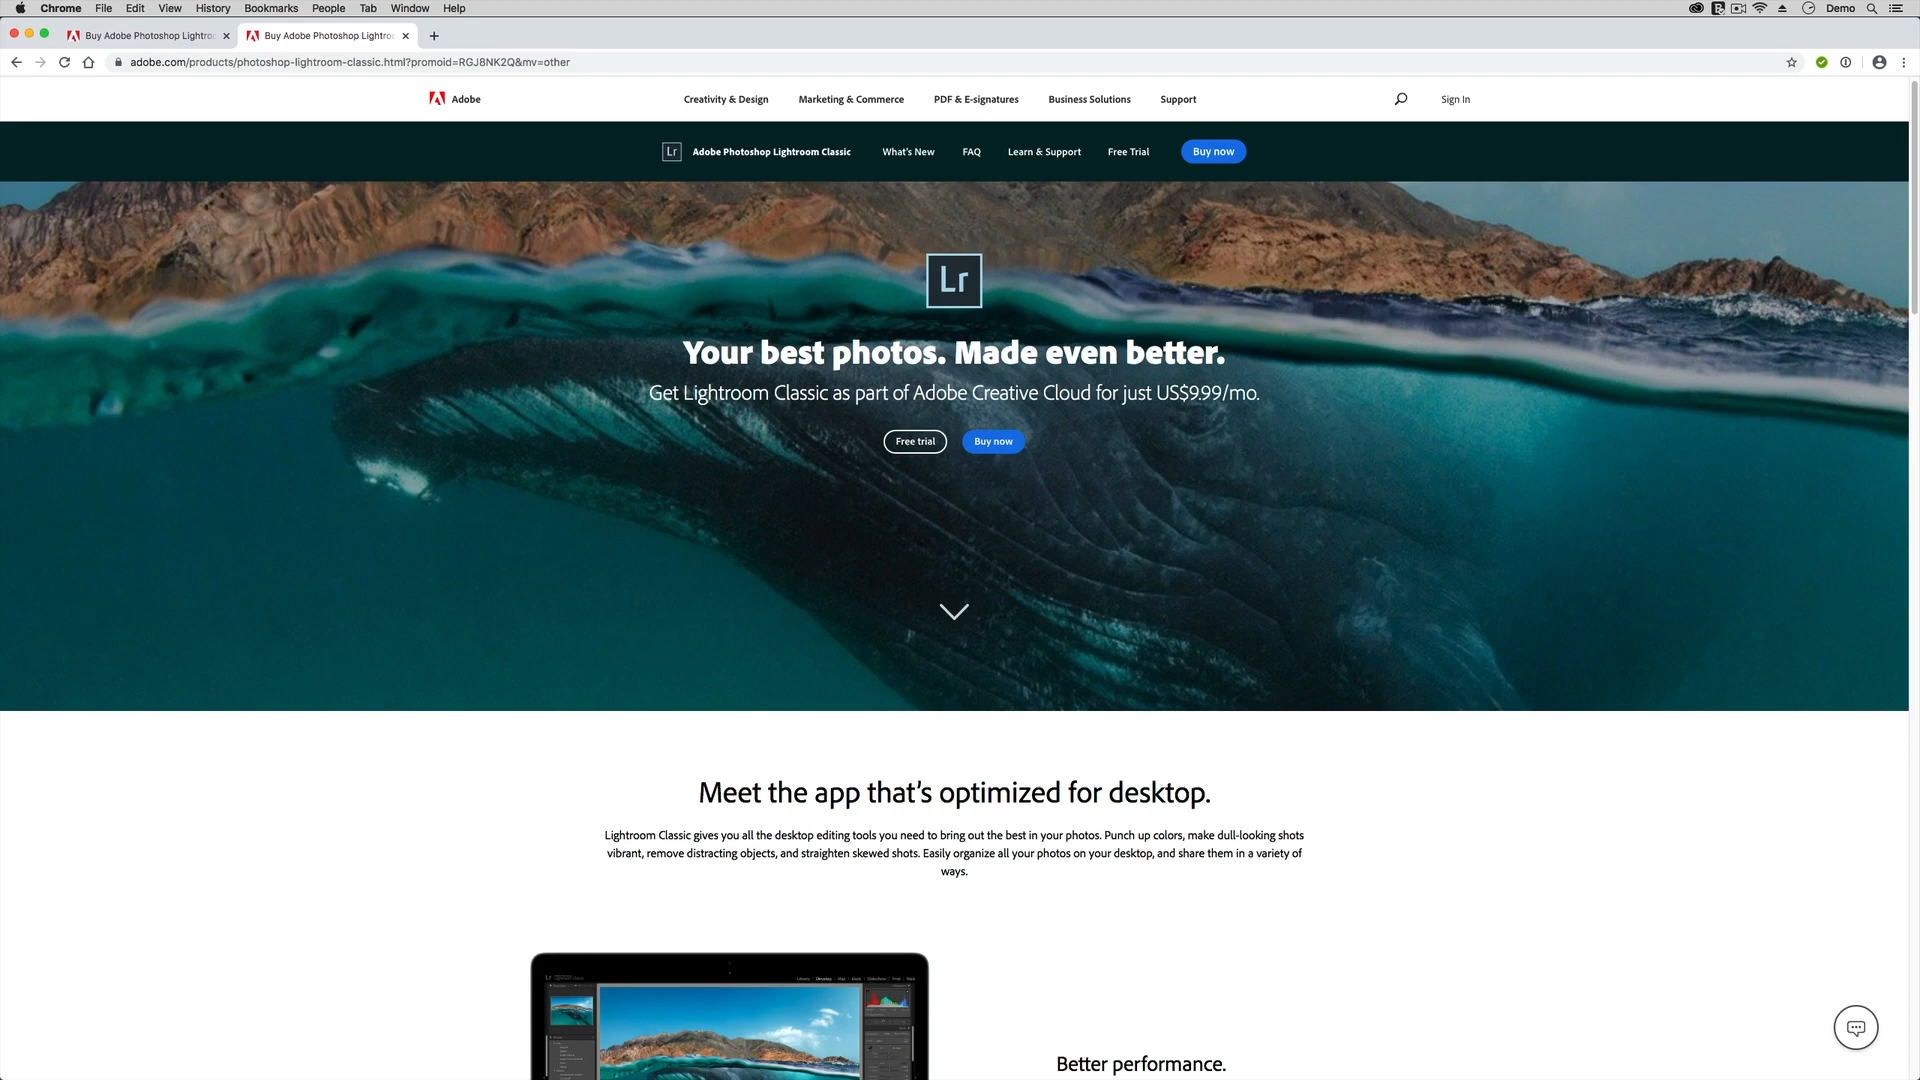 Chrome File Edit View History Bookmarks People Tab Window Help Demo
Buy Adobe Photoshop Lightroo Buy Adobe Photoshop Lightroo
adobe.com/products/photoshop-lightroom-classic.html?promoid=RGJ8NK2Q&mv=other
Adobe Creativity & Design Marketing & Commerce PDF & E-signatures Business Solutions Support Sign In
Lr Adobe Photoshop Lightroom Classic What's New FAQ Learn & Support Free Trial Buy now
Lr
Your best photos. Made even better.
Get Lightroom Classic as part of Adobe Creative Cloud for just US$9.99/mo.
Free trial Buy now
Meet the app that's optimized for desktop.
Lightroom Classic gives you all the desktop editing tools you need to bring out the best in your photos. Punch up colors, make dull-looking shots
vibrant, remove distracting objects, and straighten skewed shots. Easily organize all your photos on your desktop, and share them in a variety of
ways.
Better performance.